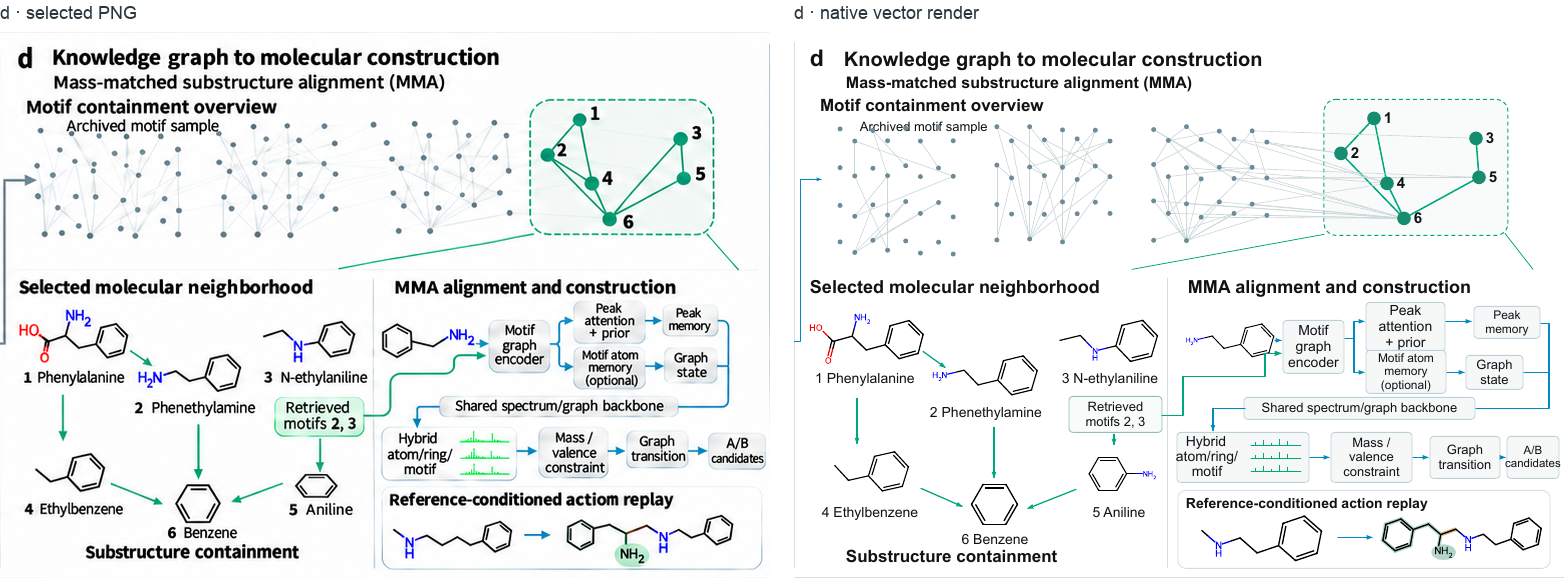 d · selected PNG
d Knowledge graph to molecular construction
Mass-matched substructure alignment (MMA)
Motif containment overview
Archived motif sample
1
2
3
4
5
6
Selected molecular neighborhood
HO
O
NH2
1 Phenylalanine
H2N
2 Phenethylamine
N
H
3 N-ethylaniline
Retrieved
motifs 2, 3
4 Ethylbenzene
6 Benzene
5 Aniline
Substructure containment
MMA alignment and construction
NH2
Motif
graph
encoder
Peak
attention
+ prior
Peak
memory
Motif atom
memory
(optional)
Graph
state
Shared spectrum/graph backbone
Hybrid
atom/ring/
motif
Mass /
valence
constraint
Graph
transition
A/B
candidates
Reference-conditioned actiom replay
N
H
NH2
N
H
d · native vector render
d Knowledge graph to molecular construction
Mass-matched substructure alignment (MMA)
Motif containment overview
Archived motif sample
1
2
3
4
5
6
Selected molecular neighborhood
HO
O
NH2
1 Phenylalanine
H2N
2 Phenethylamine
N
H
3 N-ethylaniline
Retrieved
motifs 2, 3
4 Ethylbenzene
6 Benzene
NH2
5 Aniline
Substructure containment
MMA alignment and construction
H2N
Motif
graph
encoder
Peak
attention
+ prior
Peak
memory
Motif atom
memory
(optional)
Graph
state
Shared spectrum/graph backbone
Hybrid
atom/ring/
motif
Mass /
valence
constraint
Graph
transition
A/B
candidates
Reference-conditioned action replay
N
H
NH2
N
H